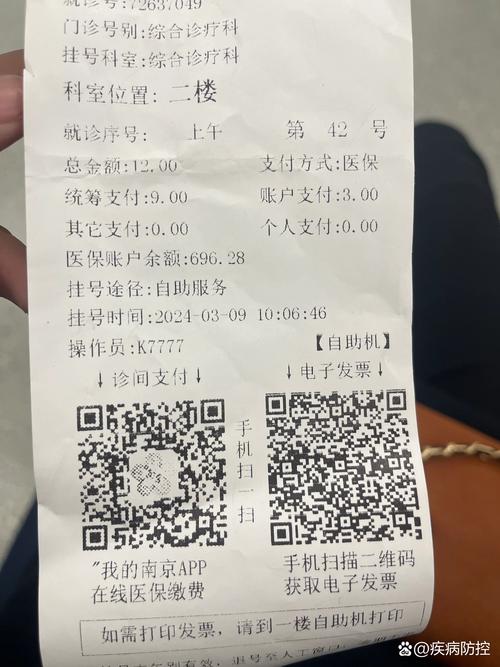 就诊号:72637049
门诊号别:综合诊疗科
挂号科室:综合诊疗科
科室位置: 二楼
就诊序号: 上午 第 42 号
总金额:12.00 支付方式:医保
统筹支付:9.00 账户支付:3.00
其它支付:0.00 个人支付:0.00
医保账户余额:696.28
挂号途径:自助服务
挂号时间:2024-03-09 10:06:46
操作员:K7777 【自助机】
↓诊间支付↓ ↓电子发票↓
手机扫一扫
"我的南京APP 手机扫描二维码
在线医保缴费 获取电子发票
如需打印发票, 请到一楼自助机打印
疾病防控